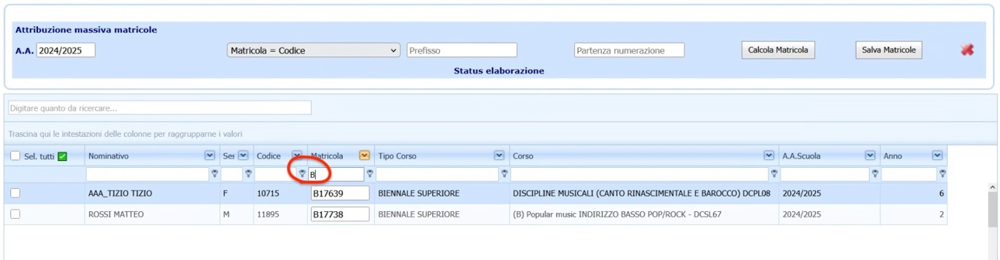 Attribuzione massiva matricole
A.A. 2024/2025 Matricola = Codice Prefisso Partenza numerazione Calcola Matricola Salva Matricole
Status elaborazione
Digitare quanto da ricercare...
Trascina qui le intestazioni delle colonne per raggrupparne i valori
Sel. tutti Nominativo Ses Codice Matricola Tipo Corso Corso A.A.Scuola Anno
B
AAA_TIZIO TIZIO F 10715 B17639 BIENNALE SUPERIORE DISCIPLINE MUSICALI (CANTO RINASCIMENTALE E BAROCCO) DCPL08 2024/2025 6
ROSSI MATTEO M 11895 B17738 BIENNALE SUPERIORE (B) Popular music INDIRIZZO BASSO POP/ROCK - DCSL67 2024/2025 2